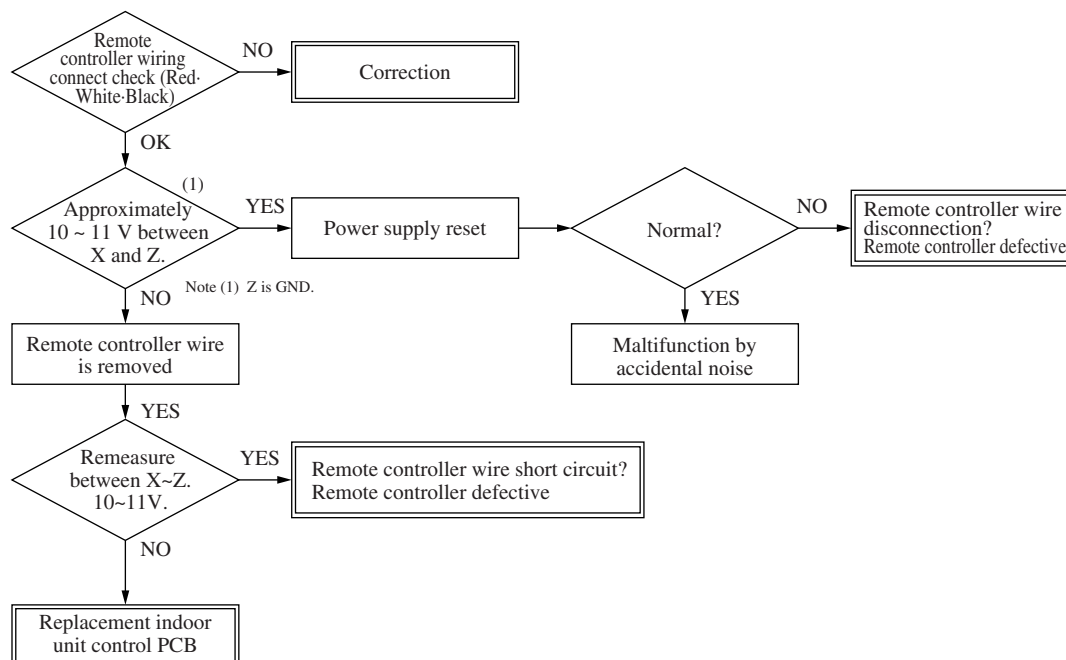 Remote
controller wiring
connect check (Red·
White·Black)
NO
Correction
OK
(1)
Approximately
10 ~ 11 V between
X and Z.
YES
Power supply reset
Normal?
NO
Remote controller wire
disconnection?
Remote controller defective
NO
Note (1) Z is GND.
YES
Remote controller wire
is removed
Maltifunction by
accidental noise
YES
Remeasure
between X~Z.
10~11V.
YES
Remote controller wire short circuit?
Remote controller defective
NO
Replacement indoor
unit control PCB